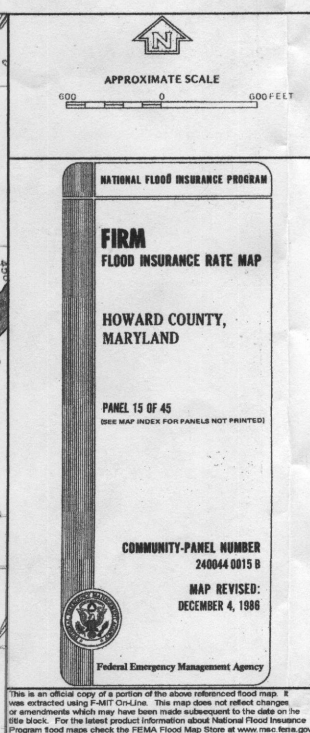 N
APPROXIMATE SCALE
600 0 600 FEET
NATIONAL FLOOD INSURANCE PROGRAM
FIRM
FLOOD INSURANCE RATE MAP
HOWARD COUNTY,
MARYLAND
PANEL 15 OF 45
(SEE MAP INDEX FOR PANELS NOT PRINTED)
COMMUNITY-PANEL NUMBER
240044 0015 B
MAP REVISED:
DECEMBER 4, 1986
Federal Emergency Management Agency
This is an official copy of a portion of the above referenced flood map. It
was extracted using F-MIT On-Line. This map does not reflect changes
or amendments which may have been made subsequent to the date on the
title block. For the latest product information about National Flood Insurance
Program flood maps check the FEMA Flood Map Store at www.msc.fema.gov